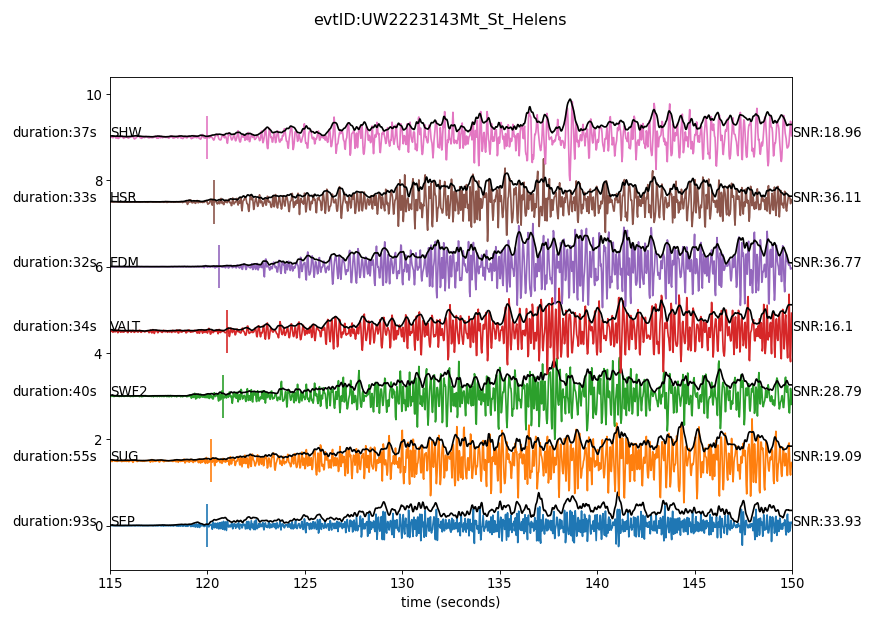 evtID:UW2223143Mt_St_Helens
10
duration:37s SHW SNR:18.96
8
duration:33s HSR SNR:36.11
duration:32s EDM SNR:36.77
6
duration:34s VALT SNR:16.1
4
duration:40s SWF2 SNR:28.79
2
duration:55s SUG SNR:19.09
duration:93s SEP SNR:33.93
0
115 120 125 130 135 140 145 150
time (seconds)